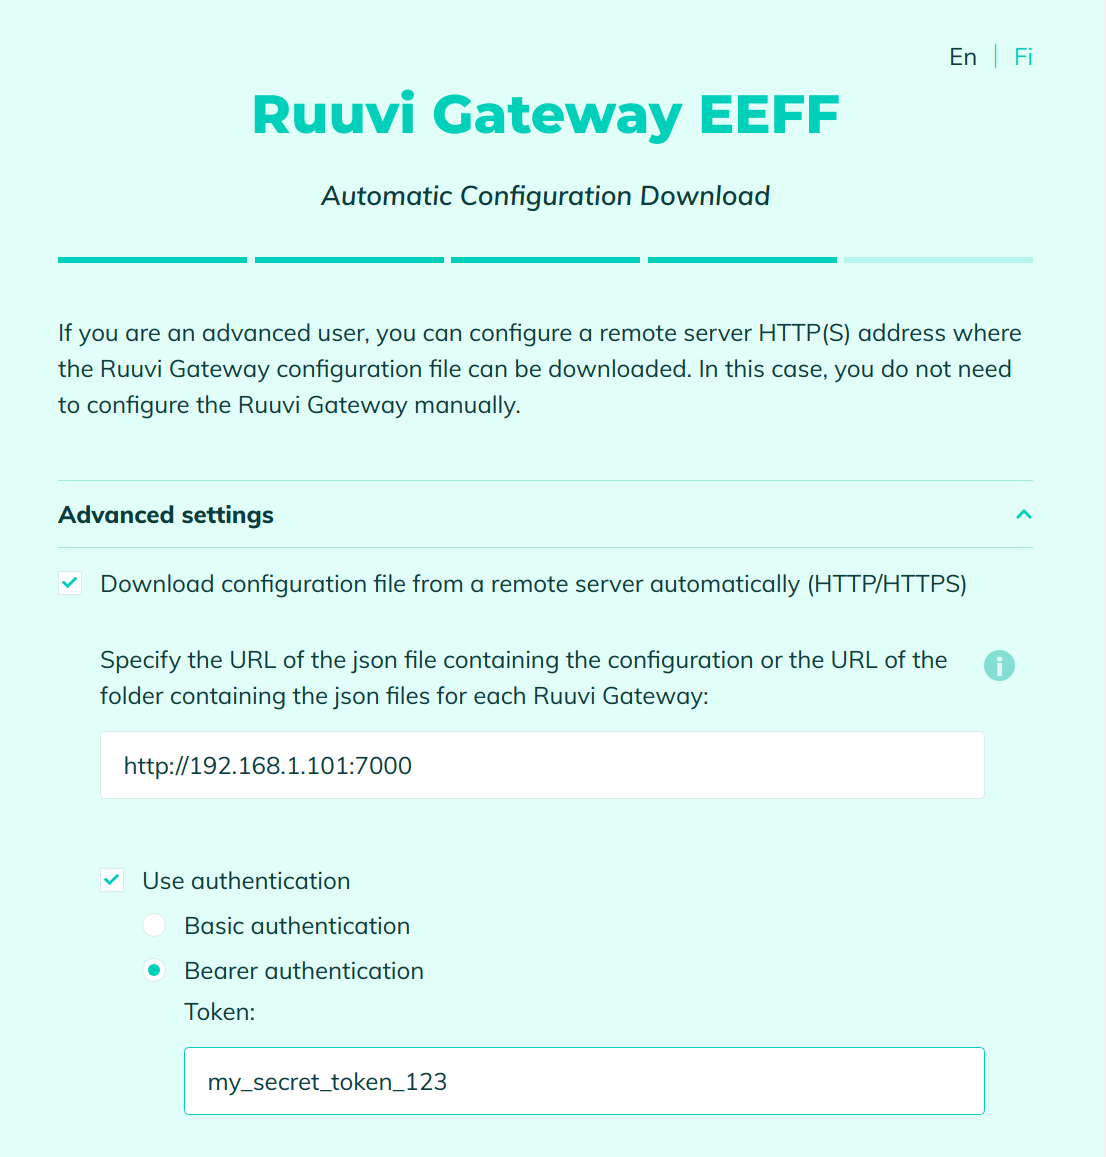 En | Fi
Ruuvi Gateway EEFF
Automatic Configuration Download
If you are an advanced user, you can configure a remote server HTTP(S) address where
the Ruuvi Gateway configuration file can be downloaded. In this case, you do not need
to configure the Ruuvi Gateway manually.
Advanced settings
Download configuration file from a remote server automatically (HTTP/HTTPS)
Specify the URL of the json file containing the configuration or the URL of the
folder containing the json files for each Ruuvi Gateway:
http://192.168.1.101:7000
Use authentication
Basic authentication
Bearer authentication
Token:
my_secret_token_123